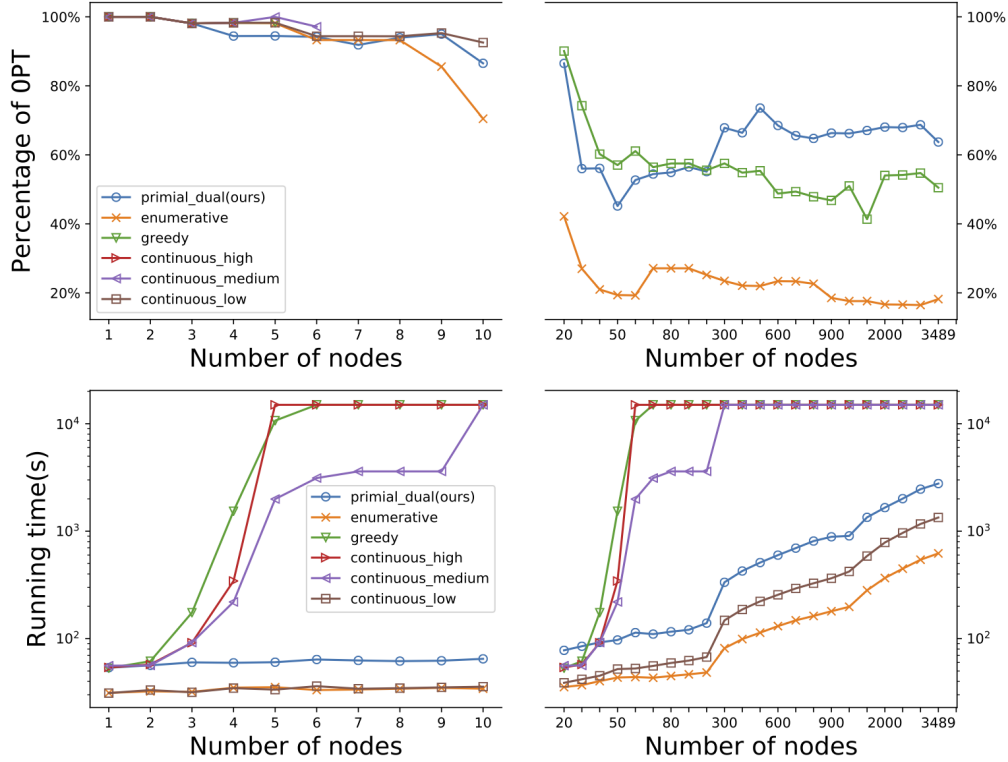 100%
80%
60%
40%
20%
Percentage of 0PT
primial_dual(ours)
enumerative
greedy
continuous_high
continuous_medium
continuous_low
1 2 3 4 5 6 7 8 9 10
Number of nodes
100%
80%
60%
40%
20%
20 50 80 300 600 900 2000 3489
Number of nodes
10^4
10^3
10^2
Running time(s)
primial_dual(ours)
enumerative
greedy
continuous_high
continuous_medium
continuous_low
1 2 3 4 5 6 7 8 9 10
Number of nodes
10^4
10^3
10^2
20 50 80 300 600 900 2000 3489
Number of nodes